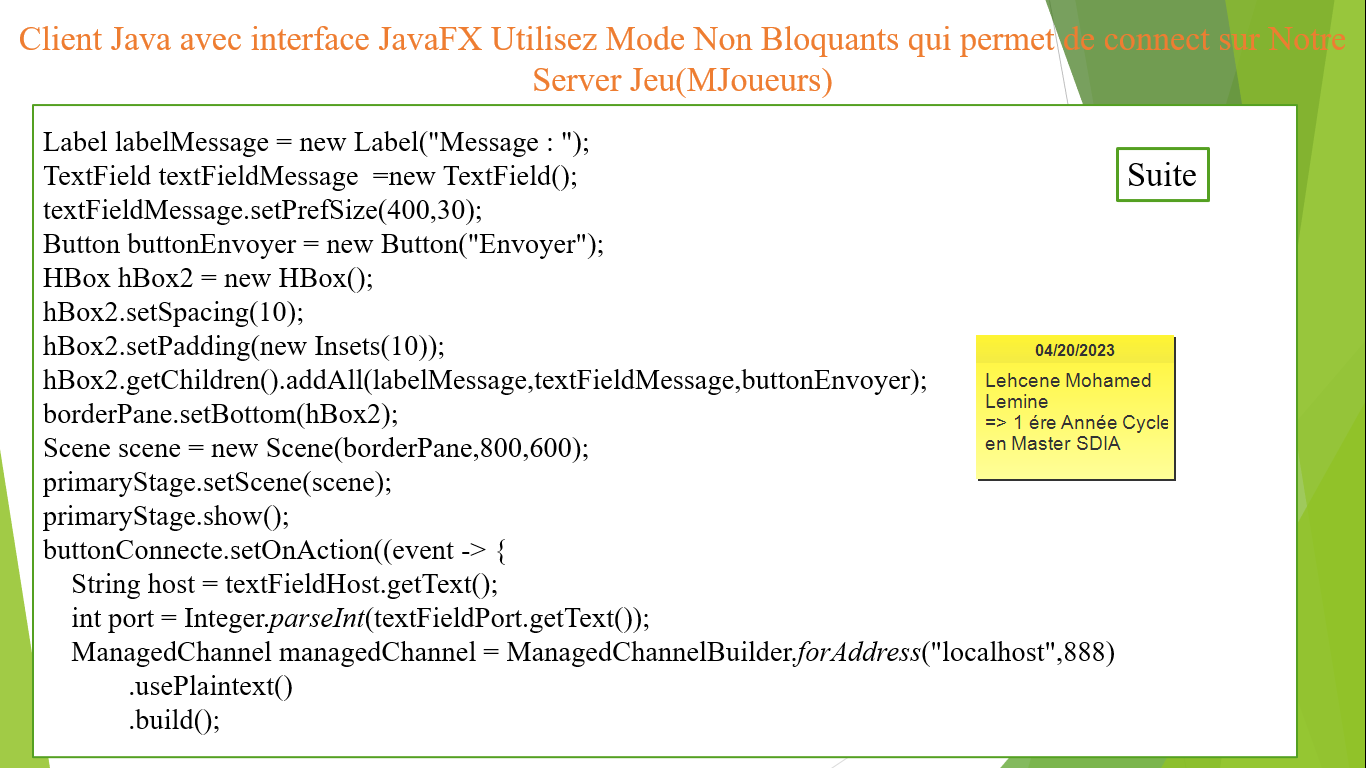 Client Java avec interface JavaFX Utilisez Mode Non Bloquants qui permet de connect sur Notre
Server Jeu(MJoueurs)
Label labelMessage = new Label("Message : ");
TextField textFieldMessage  =new TextField();
textFieldMessage.setPrefSize(400,30);
Button buttonEnvoyer = new Button("Envoyer");
HBox hBox2 = new HBox();
hBox2.setSpacing(10);
hBox2.setPadding(new Insets(10));
hBox2.getChildren().addAll(labelMessage,textFieldMessage,buttonEnvoyer);
borderPane.setBottom(hBox2);
Scene scene = new Scene(borderPane,800,600);
primaryStage.setScene(scene);
primaryStage.show();
buttonConnecte.setOnAction((event -> {
    String host = textFieldHost.getText();
    int port = Integer.parseInt(textFieldPort.getText());
    ManagedChannel managedChannel = ManagedChannelBuilder.forAddress("localhost",888)
            .usePlaintext()
            .build();
Suite
04/20/2023
Lehcene Mohamed
Lemine
=> 1 ére Année Cycle
en Master SDIA